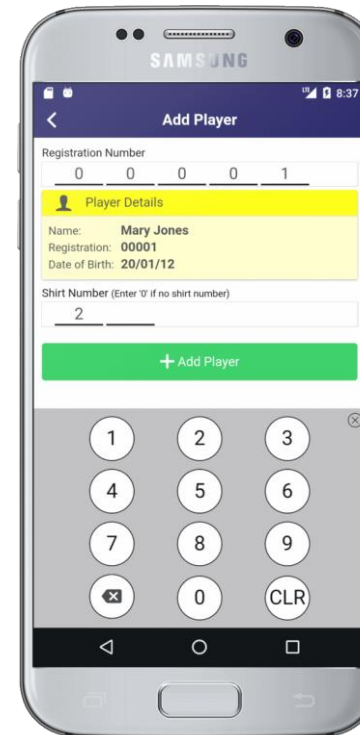 SAMSUNG
8:37
Add Player
Registration Number
0 0 0 0 1
Player Details
Name: Mary Jones
Registration: 00001
Date of Birth: 20/01/12
Shirt Number (Enter '0' if no shirt number)
2
+ Add Player
1 2 3
4 5 6
7 8 9
0 CLR